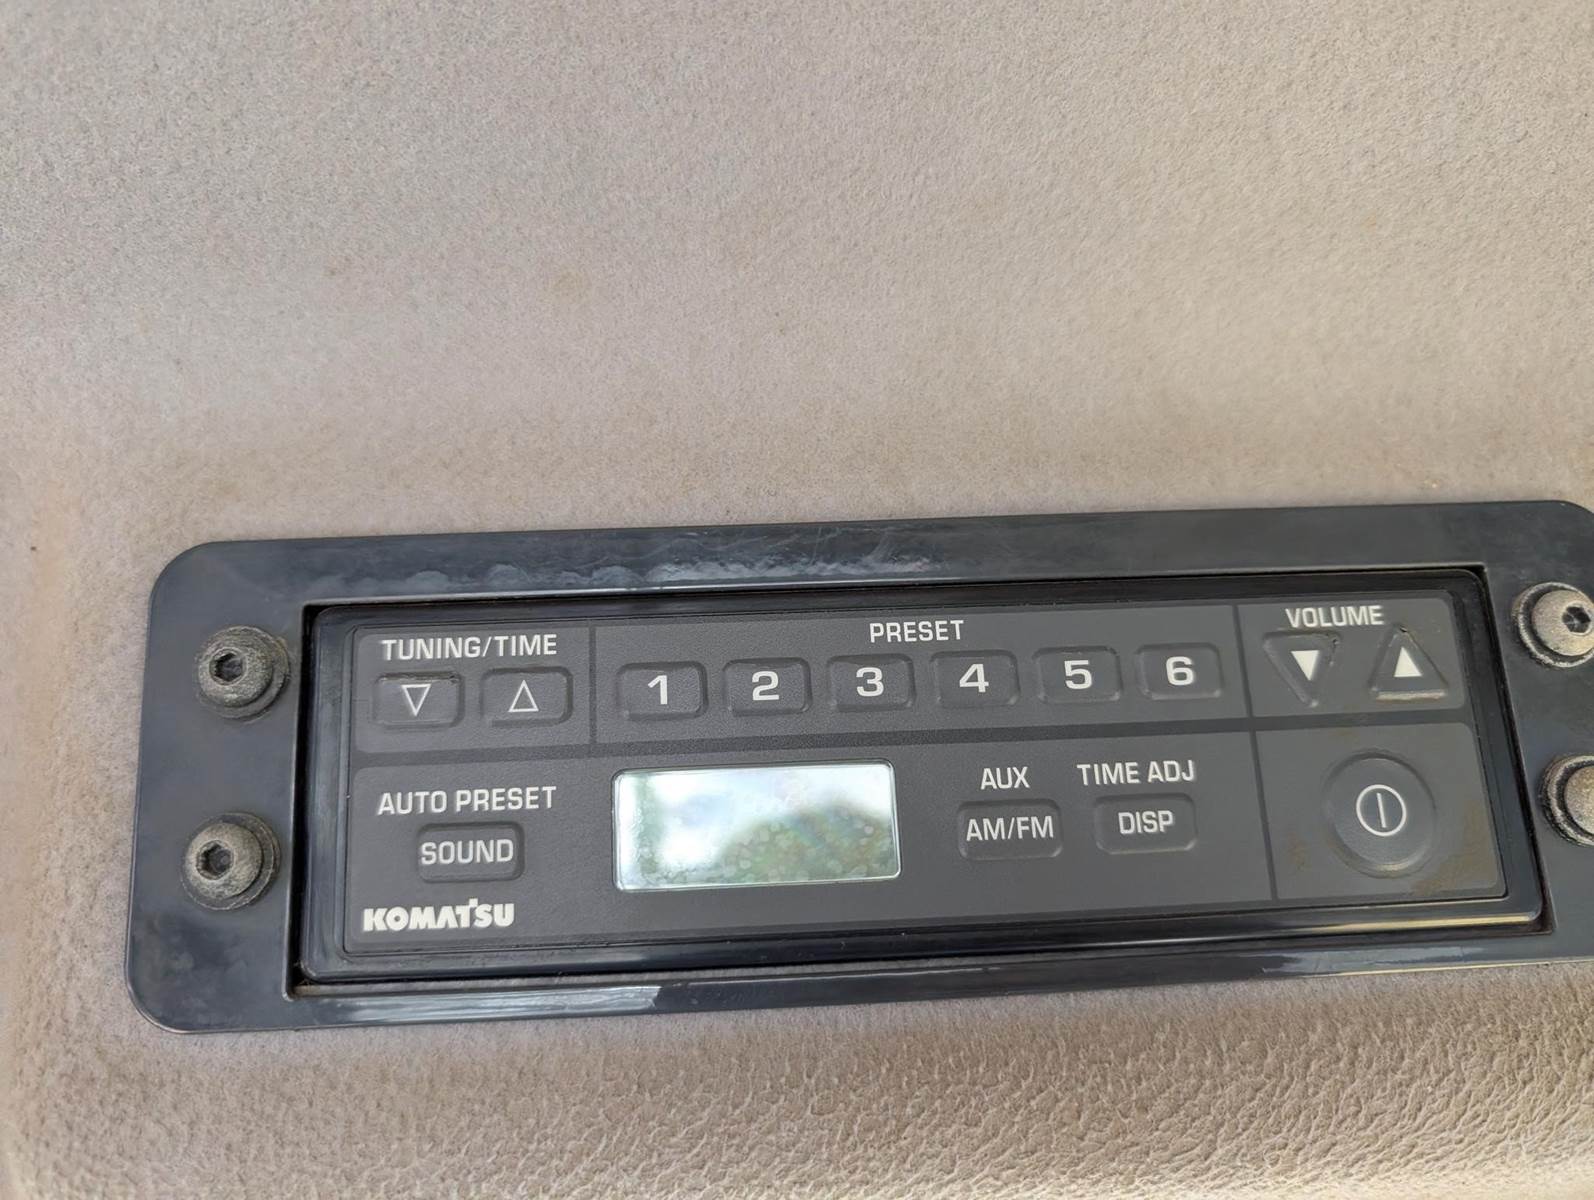 TUNING/TIME
PRESET
VOLUME
1 2 3 4 5 6
AUTO PRESET
SOUND
AUX
TIME ADJ
AM/FM
DISP
KOMATSU